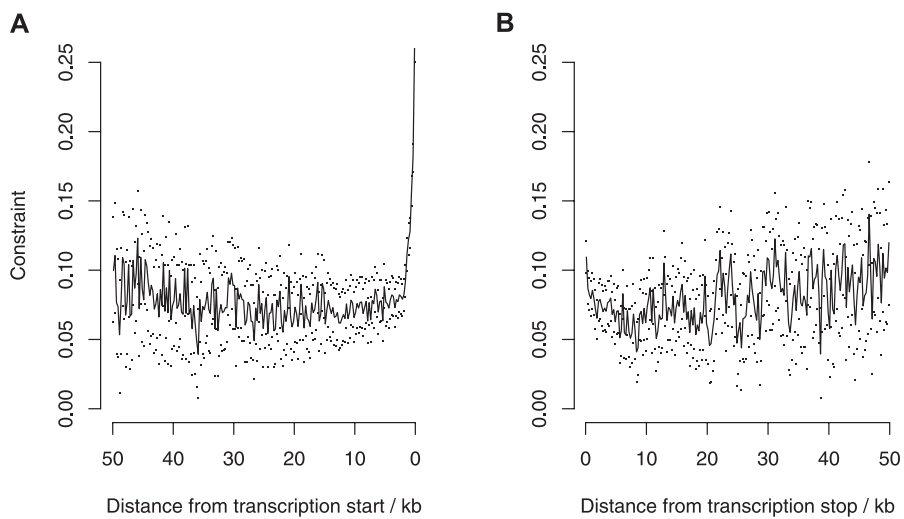 A
B
Constraint
0.25
0.20
0.15
0.10
0.05
0.00
50 40 30 20 10 0
Distance from transcription start / kb
0.25
0.20
0.15
0.10
0.05
0.00
0 10 20 30 40 50
Distance from transcription stop / kb